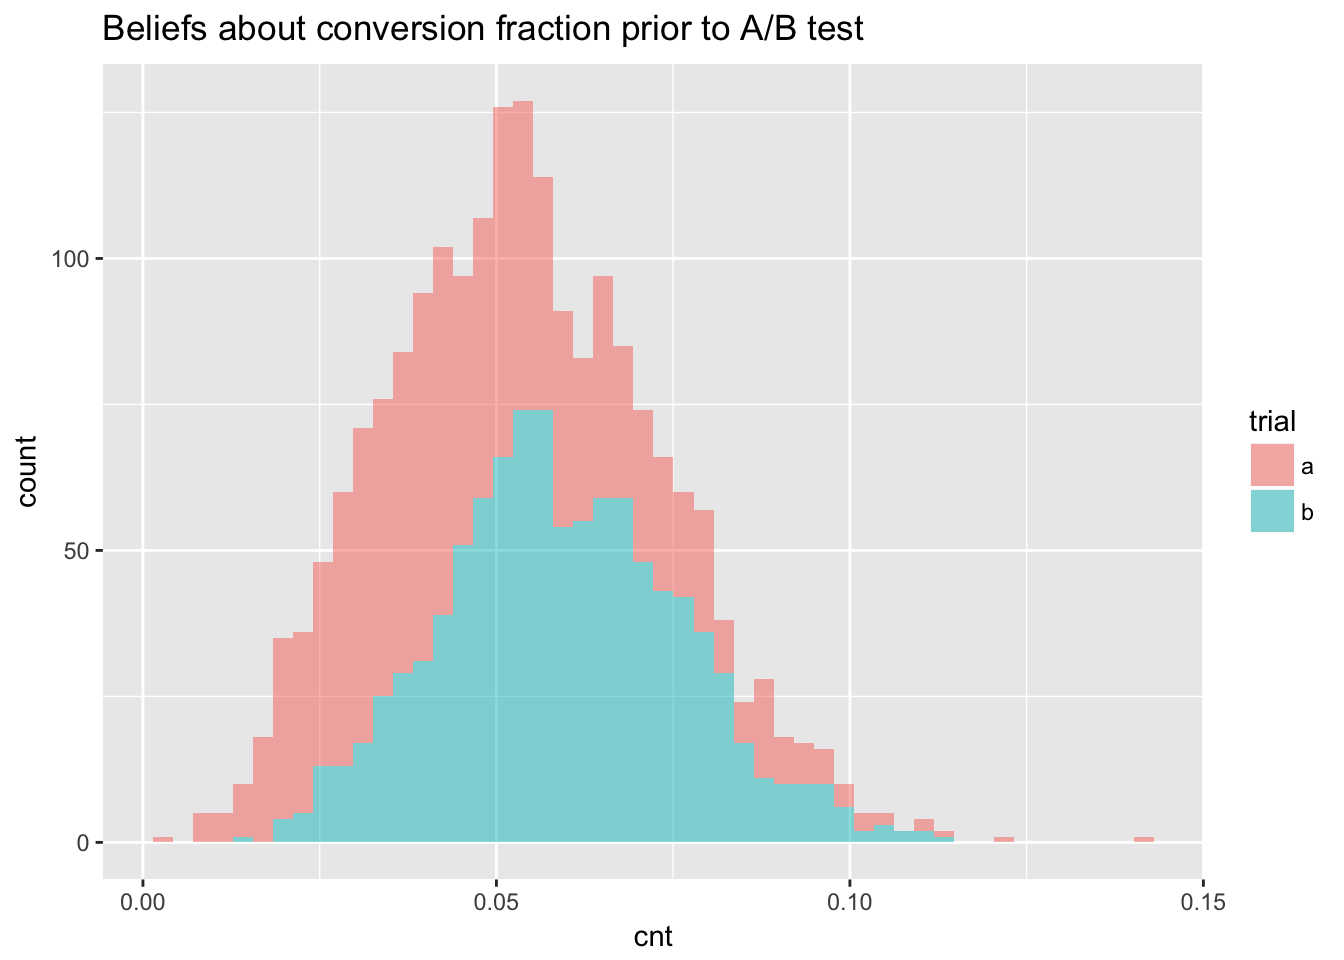 Beliefs about conversion fraction prior to A/B test
count
100
50
0
0.00
0.05
0.10
0.15
cnt
trial
a
b